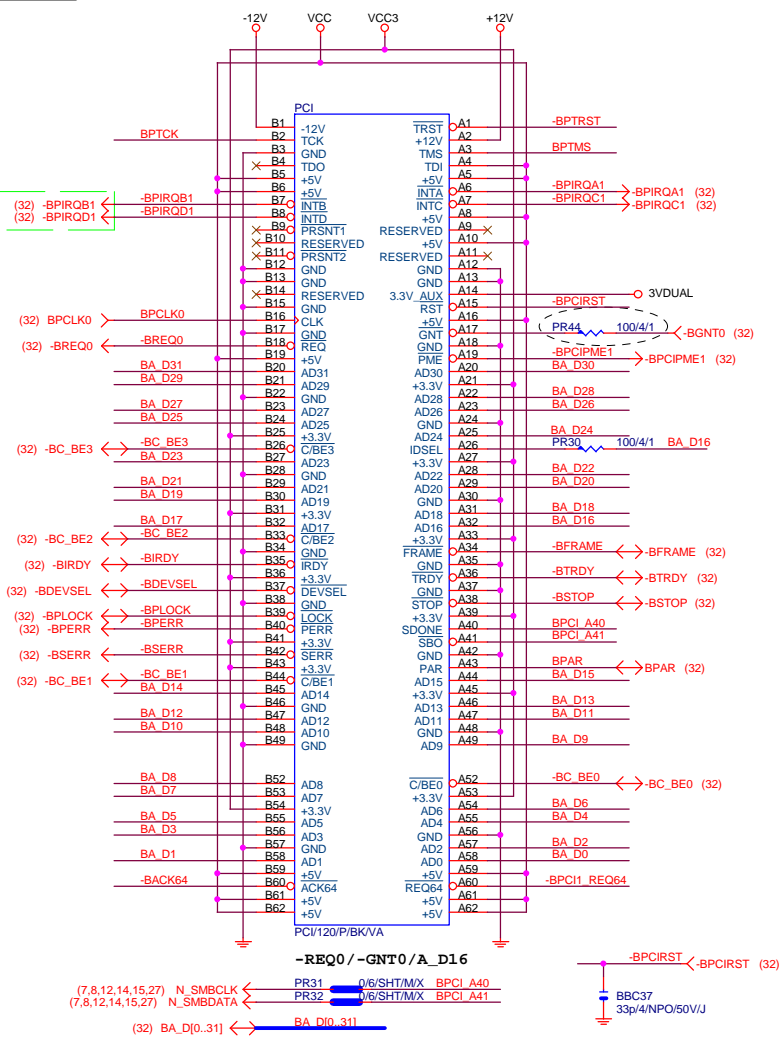 -12V VCC VCC3 +12V
PCI
B1 -12V TRST A1 -BPTRST
BPTCK B2 TCK +12V A2
B3 GND TMS A3 BPTMS
B4 TDO TDI A4
B5 +5V +5V A5
B6 +5V INTA A6 -BPIRQA1 -BPIRQA1 (32)
(32) -BPIRQB1 -BPIRQB1 B7 INTB INTC A7 -BPIRQC1 -BPIRQC1 (32)
(32) -BPIRQD1 -BPIRQD1 B8 INTD +5V A8
B9 PRSNT1 RESERVED A9
B10 RESERVED +5V A10
B11 PRSNT2 RESERVED A11
B12 GND GND A12
B13 GND GND A13
B14 RESERVED 3.3V_AUX A14 3VDUAL
B15 GND RST A15 -BPCIRST
(32) BPCLK0 BPCLK0 B16 CLK +5V A16
B17 GND GNT A17 PR44 100/4/1 -BGNT0 (32)
(32) -BREQ0 -BREQ0 B18 REQ GND A18
B19 +5V PME A19 -BPCIPME1 -BPCIPME1 (32)
BA_D31 B20 AD31 AD30 A20 BA_D30
BA_D29 B21 AD29 +3.3V A21
B22 GND AD28 A22 BA_D28
BA_D27 B23 AD27 AD26 A23 BA_D26
BA_D25 B24 AD25 GND A24
B25 +3.3V AD24 A25 BA_D24
(32) -BC_BE3 -BC_BE3 B26 C/BE3 IDSEL A26 PR30 100/4/1 BA_D16
BA_D23 B27 AD23 +3.3V A27
B28 GND AD22 A28 BA_D22
BA_D21 B29 AD21 AD20 A29 BA_D20
BA_D19 B30 AD19 GND A30
B31 +3.3V AD18 A31 BA_D18
BA_D17 B32 AD17 AD16 A32 BA_D16
(32) -BC_BE2 -BC_BE2 B33 C/BE2 +3.3V A33
B34 GND FRAME A34 -BFRAME -BFRAME (32)
(32) -BIRDY -BIRDY B35 IRDY GND A35
B36 +3.3V TRDY A36 -BTRDY -BTRDY (32)
(32) -BDEVSEL -BDEVSEL B37 DEVSEL GND A37
B38 GND STOP A38 -BSTOP -BSTOP (32)
(32) -BPLOCK -BPLOCK B39 LOCK +3.3V A39
(32) -BPERR -BPERR B40 PERR SDONE A40 BPCI_A40
B41 +3.3V SBO A41 BPCI_A41
(32) -BSERR -BSERR B42 SERR GND A42
B43 +3.3V PAR A43 BPAR BPAR (32)
(32) -BC_BE1 -BC_BE1 B44 C/BE1 AD15 A44 BA_D15
BA_D14 B45 AD14 +3.3V A45
B46 GND AD13 A46 BA_D13
BA_D12 B47 AD12 AD11 A47 BA_D11
BA_D10 B48 AD10 GND A48
B49 GND AD9 A49 BA_D9
BA_D8 B52 AD8 C/BE0 A52 -BC_BE0 -BC_BE0 (32)
BA_D7 B53 AD7 +3.3V A53
B54 +3.3V AD6 A54 BA_D6
BA_D5 B55 AD5 AD4 A55 BA_D4
BA_D3 B56 AD3 GND A56
B57 GND AD2 A57 BA_D2
BA_D1 B58 AD1 AD0 A58 BA_D0
B59 +5V +5V A59
-BACK64 B60 ACK64 REQ64 A60 -BPCI1_REQ64
B61 +5V +5V A61
B62 +5V +5V A62
PCI/120/P/BK/VA
-REQ0/-GNT0/A_D16
(7,8,12,14,15,27) N_SMBCLK PR31 0/6/SHT/M/X BPCI_A40
(7,8,12,14,15,27) N_SMBDATA PR32 0/6/SHT/M/X BPCI_A41
(32) BA_D[0..31] BA_D[0..31]
-BPCIRST -BPCIRST (32)
BBC37
33p/4/NPO/50V/J